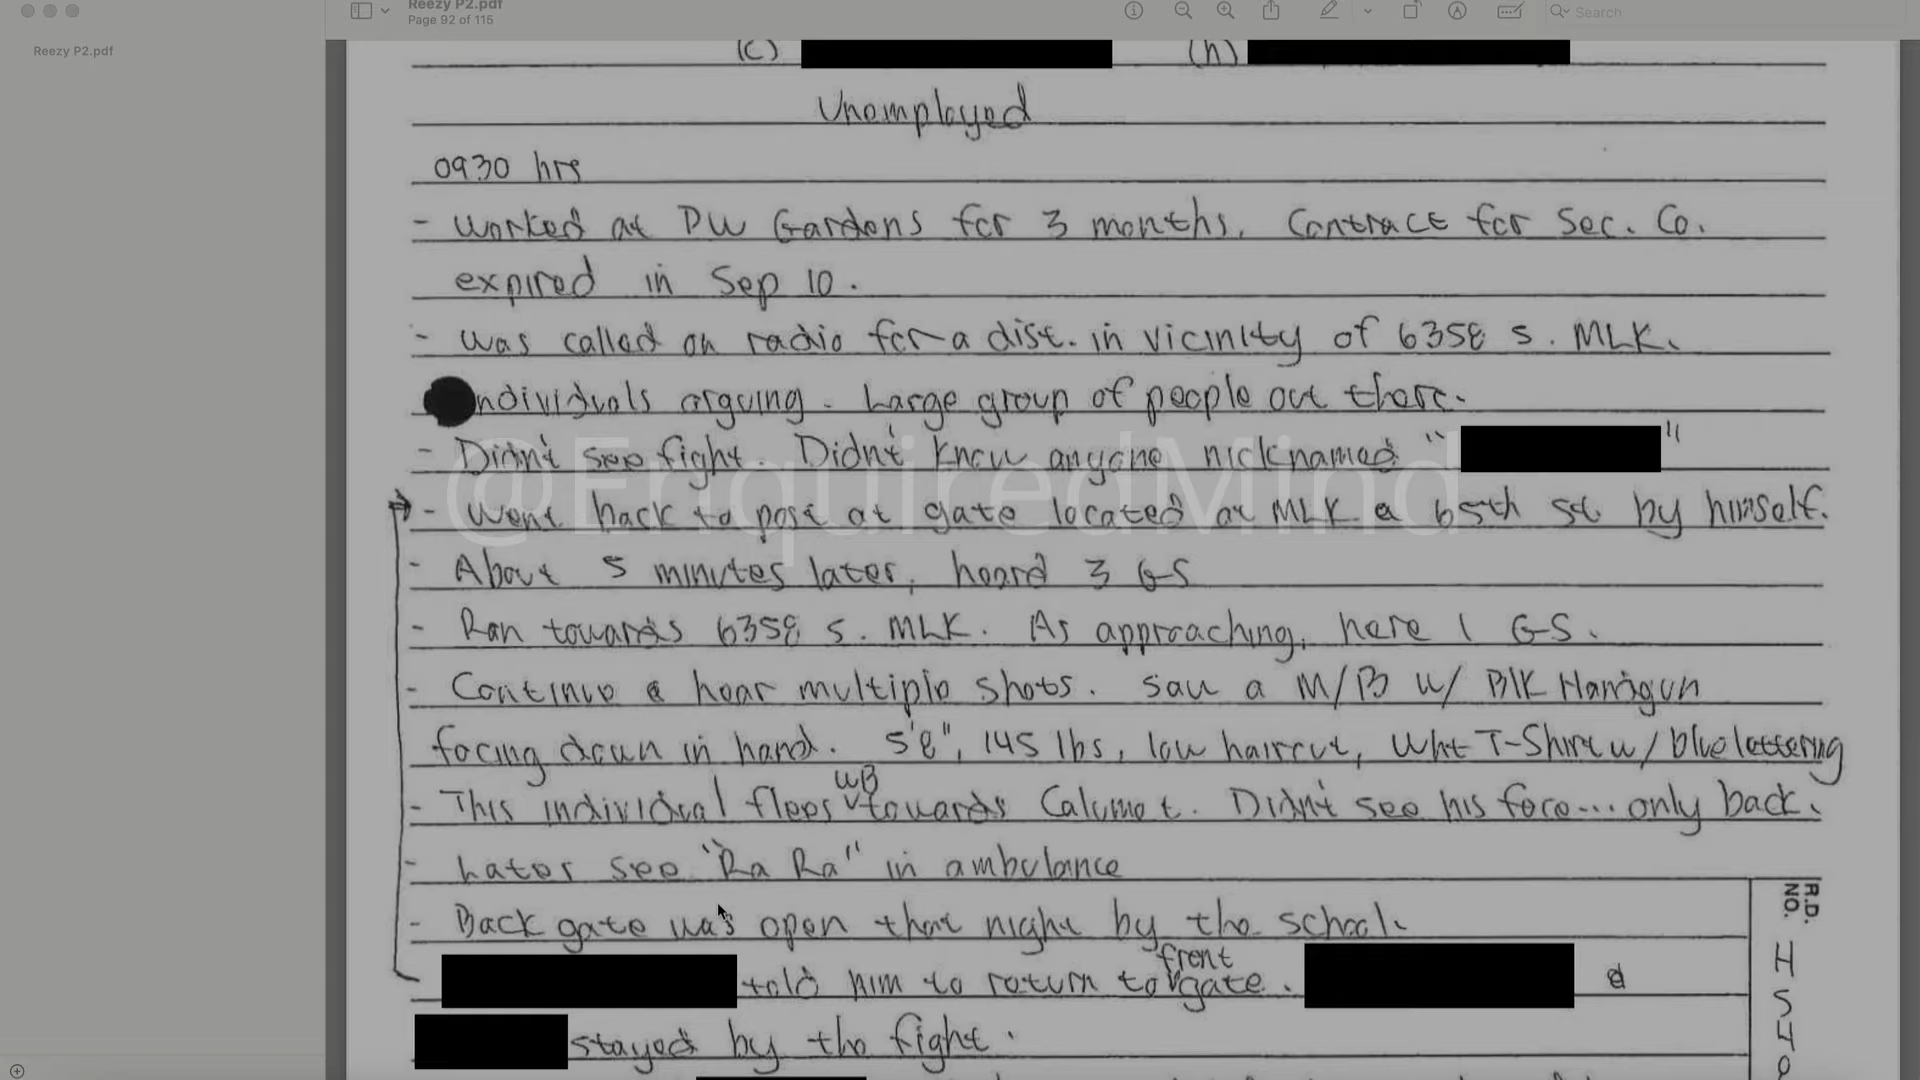 Reezy P2.pdf
Page 92 of 115
Search
Reezy P2.pdf
(c) (h)
Unemployed
0930 hrs
- Worked at PW Gardens for 3 months. Contract for Sec. Co.
expired in Sep 10.
- Was called on radio for a dist. in vicinity of 6358 S. MLK.
ndividuals arguing. Large group of people out there.
- Didn't see fight. Didn't know anyone nicknamed " "
@EnquiredMind
- Went back to post at gate located at MLK @ 65th St by himself.
- About 5 minutes later, heard 3 GS
- Ran towards 6358 S. MLK. As approaching, here 1 GS.
- Continue & hear multiple shots. Saw a M/B w/ Blk Handgun
facing down in hand. 5'8", 145 lbs, low haircut, Wht T-Shirt w/ blue lettering
- This individual flees WB towards Calumet. Didn't see his face... only back.
- Later see "Ra Ra" in ambulance
- Back gate was open that night by the school.
told him to return to front gate. &
stayed by the fight.
R.D. NO. HS40